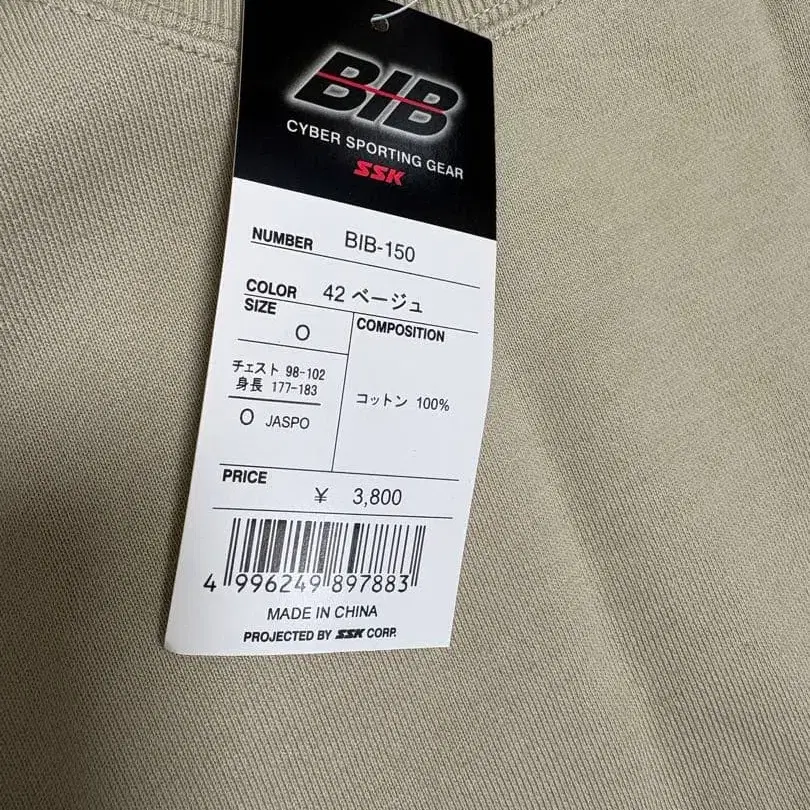 BIB
CYBER SPORTING GEAR
SSK
NUMBER BIB-150
COLOR 42 ベージュ
SIZE O
チェスト 98-102
身長 177-183
O JASPO
COMPOSITION
コットン 100%
PRICE
¥ 3,800
4 996249 897883
MADE IN CHINA
PROJECTED BY SSK CORP.